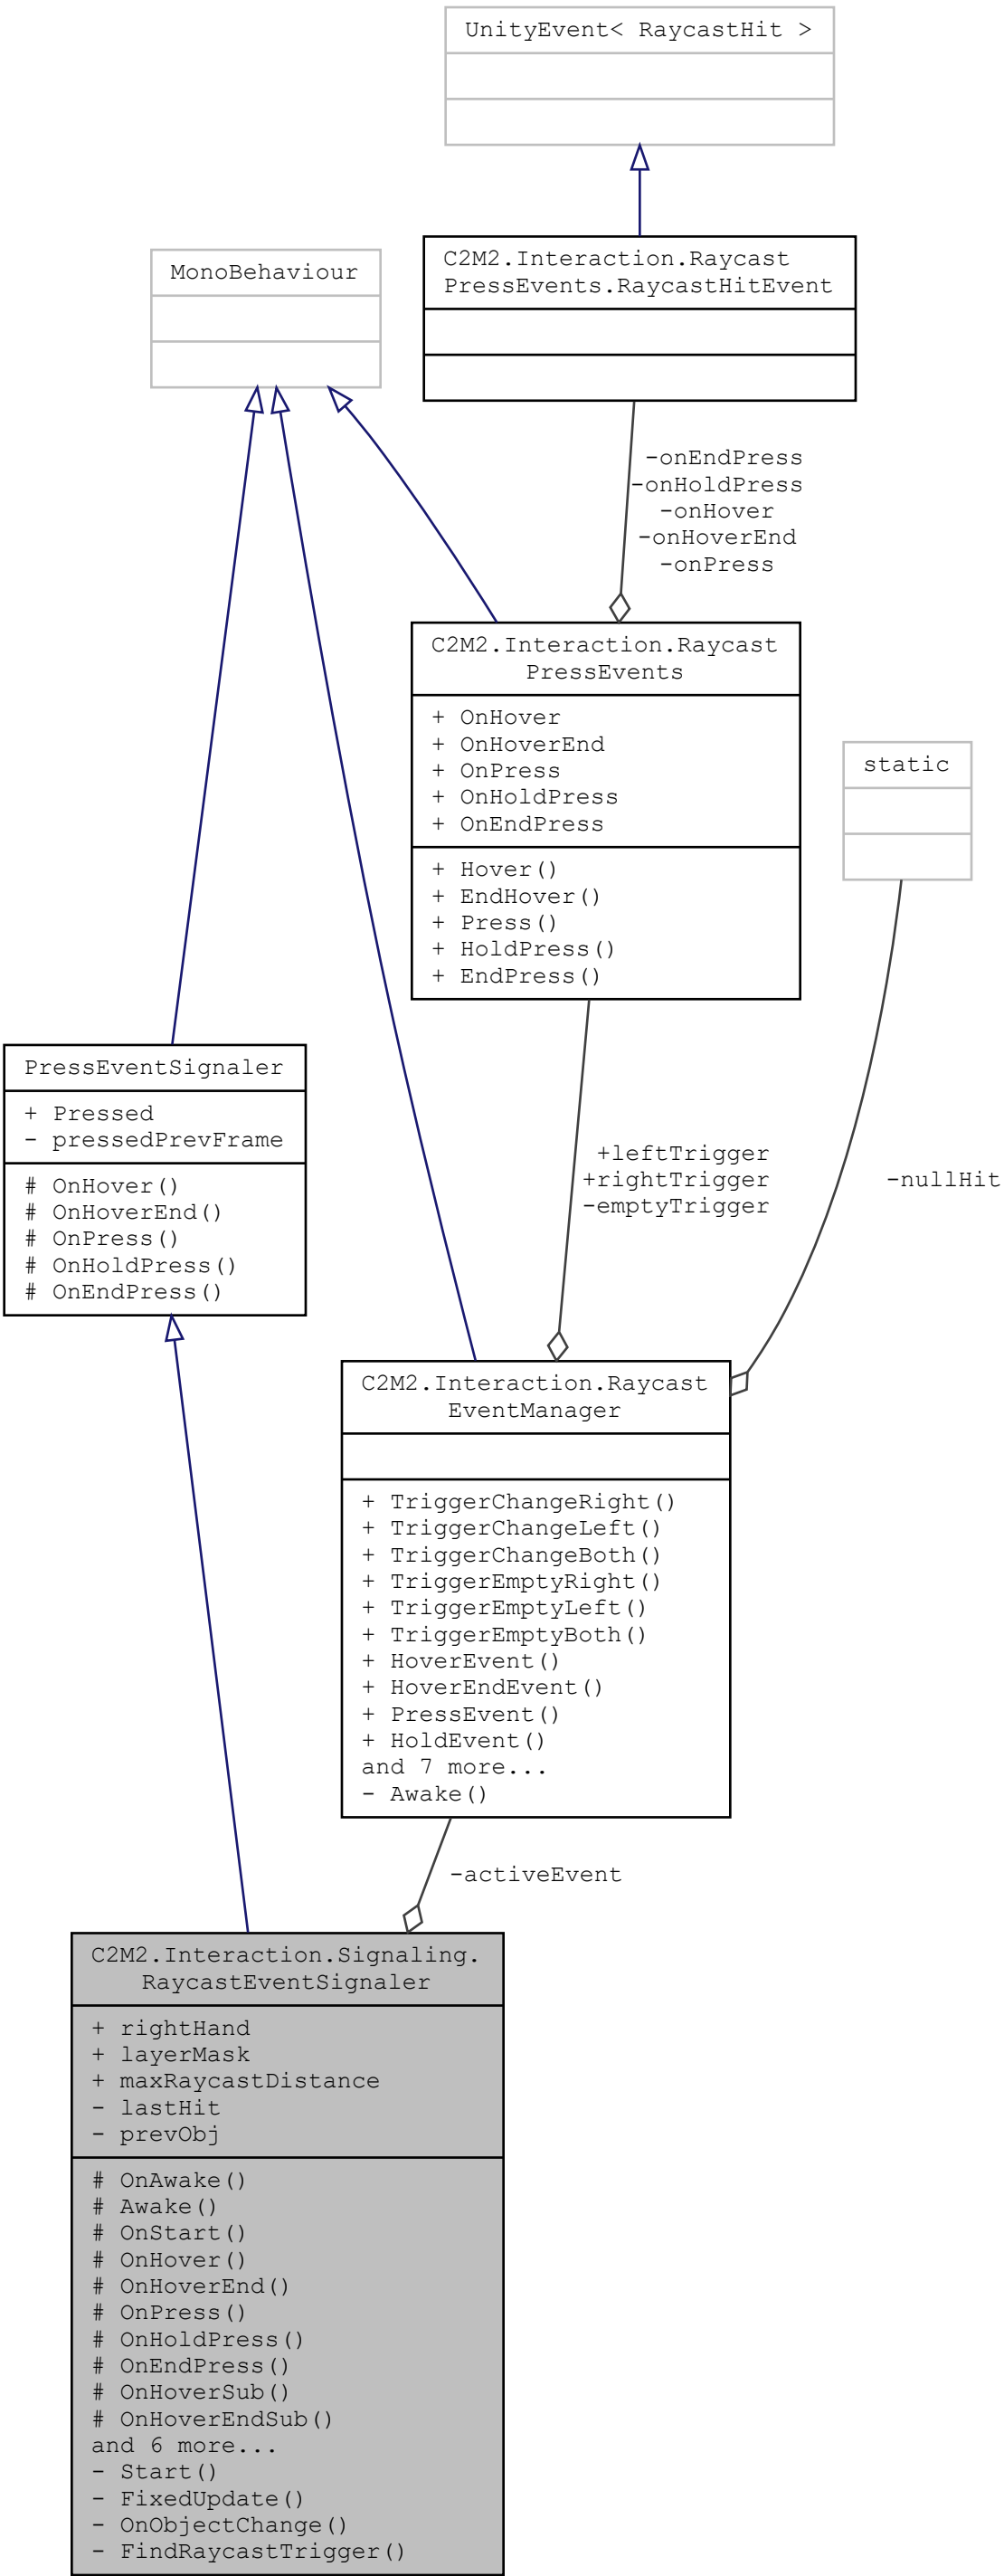 UnityEvent< RaycastHit >
C2M2.Interaction.Raycast
PressEvents.RaycastHitEvent
MonoBehaviour
-onEndPress
-onHoldPress
-onHover
-onHoverEnd
-onPress
C2M2.Interaction.Raycast
PressEvents
+ OnHover
+ OnHoverEnd
+ OnPress
+ OnHoldPress
+ OnEndPress
+ Hover()
+ EndHover()
+ Press()
+ HoldPress()
+ EndPress()
static
PressEventSignaler
+ Pressed
- pressedPrevFrame
# OnHover()
# OnHoverEnd()
# OnPress()
# OnHoldPress()
# OnEndPress()
+leftTrigger
+rightTrigger
-emptyTrigger
-nullHit
C2M2.Interaction.Raycast
EventManager
+ TriggerChangeRight()
+ TriggerChangeLeft()
+ TriggerChangeBoth()
+ TriggerEmptyRight()
+ TriggerEmptyLeft()
+ TriggerEmptyBoth()
+ HoverEvent()
+ HoverEndEvent()
+ PressEvent()
+ HoldEvent()
and 7 more...
- Awake()
-activeEvent
C2M2.Interaction.Signaling.
RaycastEventSignaler
+ rightHand
+ layerMask
+ maxRaycastDistance
- lastHit
- prevObj
# OnAwake()
# Awake()
# OnStart()
# OnHover()
# OnHoverEnd()
# OnPress()
# OnHoldPress()
# OnEndPress()
# OnHoverSub()
# OnHoverEndSub()
and 6 more...
- Start()
- FixedUpdate()
- OnObjectChange()
- FindRaycastTrigger()